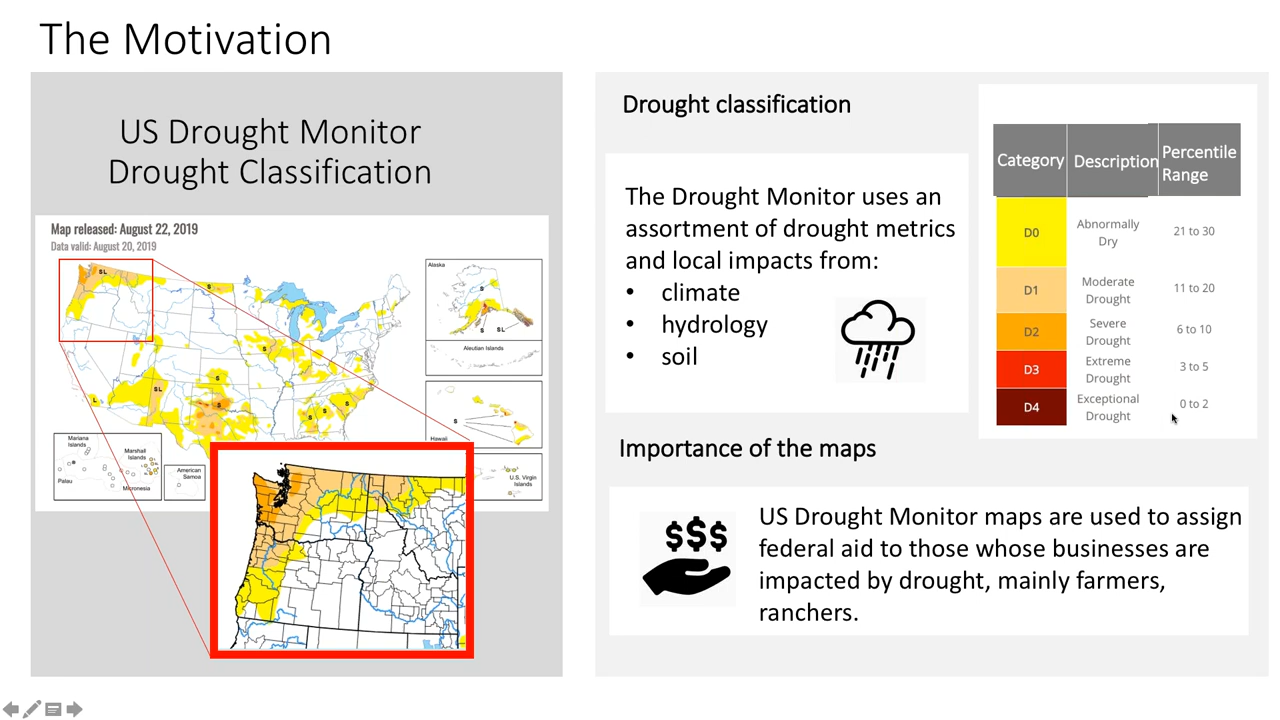 The Motivation
US Drought Monitor
Drought Classification
Map released: August 22, 2019
Data valid: August 20, 2019
SL
S
S
SL
S
L
S
S
S
S
Alaska
S
S
SL
Aleutian Islands
S
Hawaii
Mariana
Islands
Marshall
Islands
Palau
Micronesia
American
Samoa
U.S. Virgin
Islands
Drought classification
The Drought Monitor uses an
assortment of drought metrics
and local impacts from:
• climate
• hydrology
• soil
Category Description Percentile
Range
D0 Abnormally
Dry 21 to 30
D1 Moderate
Drought 11 to 20
D2 Severe
Drought 6 to 10
D3 Extreme
Drought 3 to 5
D4 Exceptional
Drought 0 to 2
Importance of the maps
$$$
US Drought Monitor maps are used to assign
federal aid to those whose businesses are
impacted by drought, mainly farmers,
ranchers.